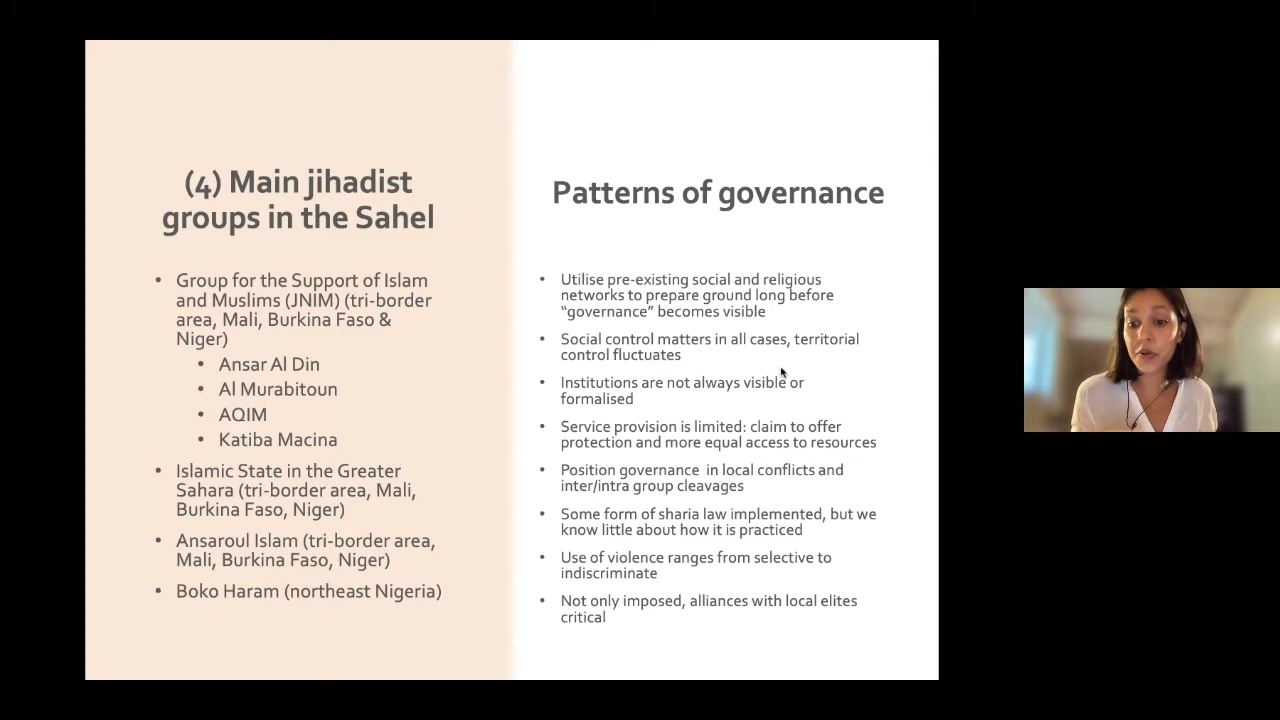 (4) Main jihadist
groups in the Sahel
• Group for the Support of Islam
and Muslims (JNIM) (tri-border
area, Mali, Burkina Faso &
Niger)
• Ansar Al Din
• Al Murabitoun
• AQIM
• Katiba Macina
• Islamic State in the Greater
Sahara (tri-border area, Mali,
Burkina Faso, Niger)
• Ansaroul Islam (tri-border area,
Mali, Burkina Faso, Niger)
• Boko Haram (northeast Nigeria)
Patterns of governance
• Utilise pre-existing social and religious
networks to prepare ground long before
“governance” becomes visible
• Social control matters in all cases, territorial
control fluctuates
• Institutions are not always visible or
formalised
• Service provision is limited: claim to offer
protection and more equal access to resources
• Position governance in local conflicts and
inter/intra group cleavages
• Some form of sharia law implemented, but we
know little about how it is practiced
• Use of violence ranges from selective to
indiscriminate
• Not only imposed, alliances with local elites
critical